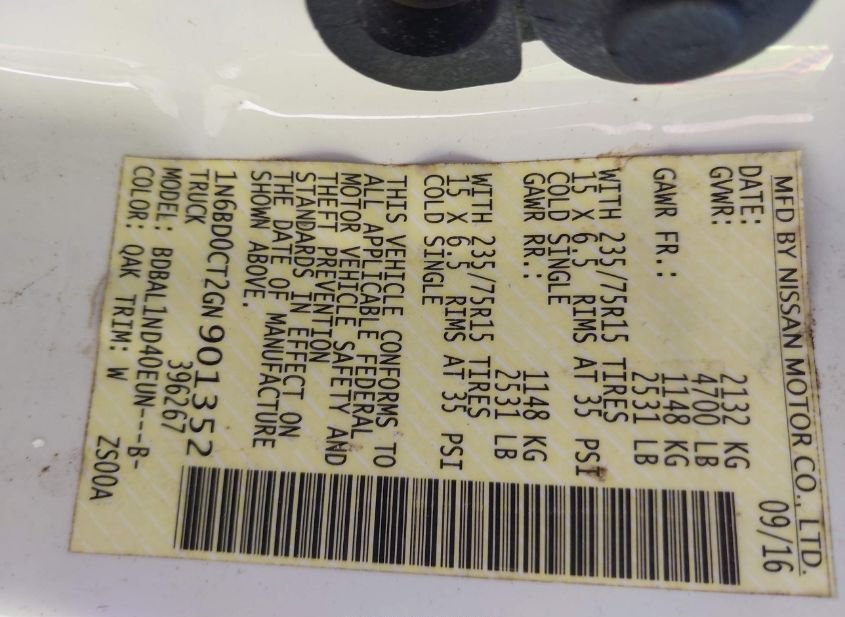 MFD BY NISSAN MOTOR CO., LTD.
DATE: 09/16
GVWR: 2132 KG
4700 LB
GAWR FR.: 1148 KG
2531 LB
WITH 235/75R15 TIRES
15 X 6.5 RIMS AT 35 PSI
COLD SINGLE
GAWR RR.: 1148 KG
2531 LB
WITH 235/75R15 TIRES
15 X 6.5 RIMS AT 35 PSI
COLD SINGLE
THIS VEHICLE CONFORMS TO
ALL APPLICABLE FEDERAL
MOTOR VEHICLE SAFETY AND
THEFT PREVENTION
STANDARDS IN EFFECT ON
THE DATE OF MANUFACTURE
SHOWN ABOVE.
1N6BD0CT2GN901352
TRUCK 396267
MODEL: BDBAL1ND40EUN---B-
COLOR: QAK TRIM: W ZS00A